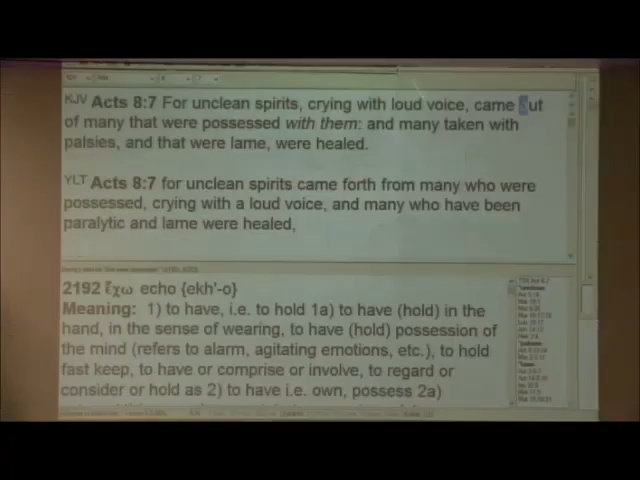 KJV Acts 8:7 For unclean spirits, crying with loud voice, came out
of many that were possessed with them: and many taken with
palsies, and that were lame, were healed.
YLT Acts 8:7 for unclean spirits came forth from many who were
possessed, crying with a loud voice, and many who have been
paralytic and lame were healed,
2192 ἔχω echo {ekh'-o}
Meaning: 1) to have, i.e. to hold 1a) to have (hold) in the
hand, in the sense of wearing, to have (hold) possession of
the mind (refers to alarm, agitating emotions, etc.), to hold
fast keep, to have or comprise or involve, to regard or
consider or hold as 2) to have i.e. own, possess 2a)